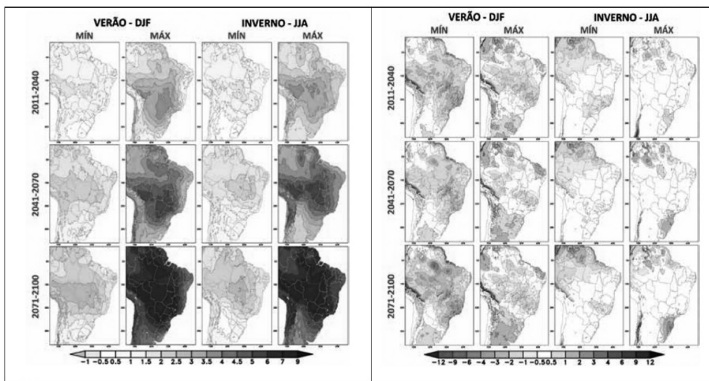 VERÃO - DJF
INVERNO - JJA
MÍN
MÁX
MÍN
MÁX
2011-2040
2041-2070
2071-2100
−1 −0.5 0.5 1 1.5 2 2.5 3 3.5 4 4.5 5 6 7 9
VERÃO - DJF
INVERNO - JJA
MÍN
MÁX
MÍN
MÁX
2011-2040
2041-2070
2071-2100
−12 −9 −6 −4 −3 −2 −1 −0.5 0.5 1 2 3 4 6 9 12